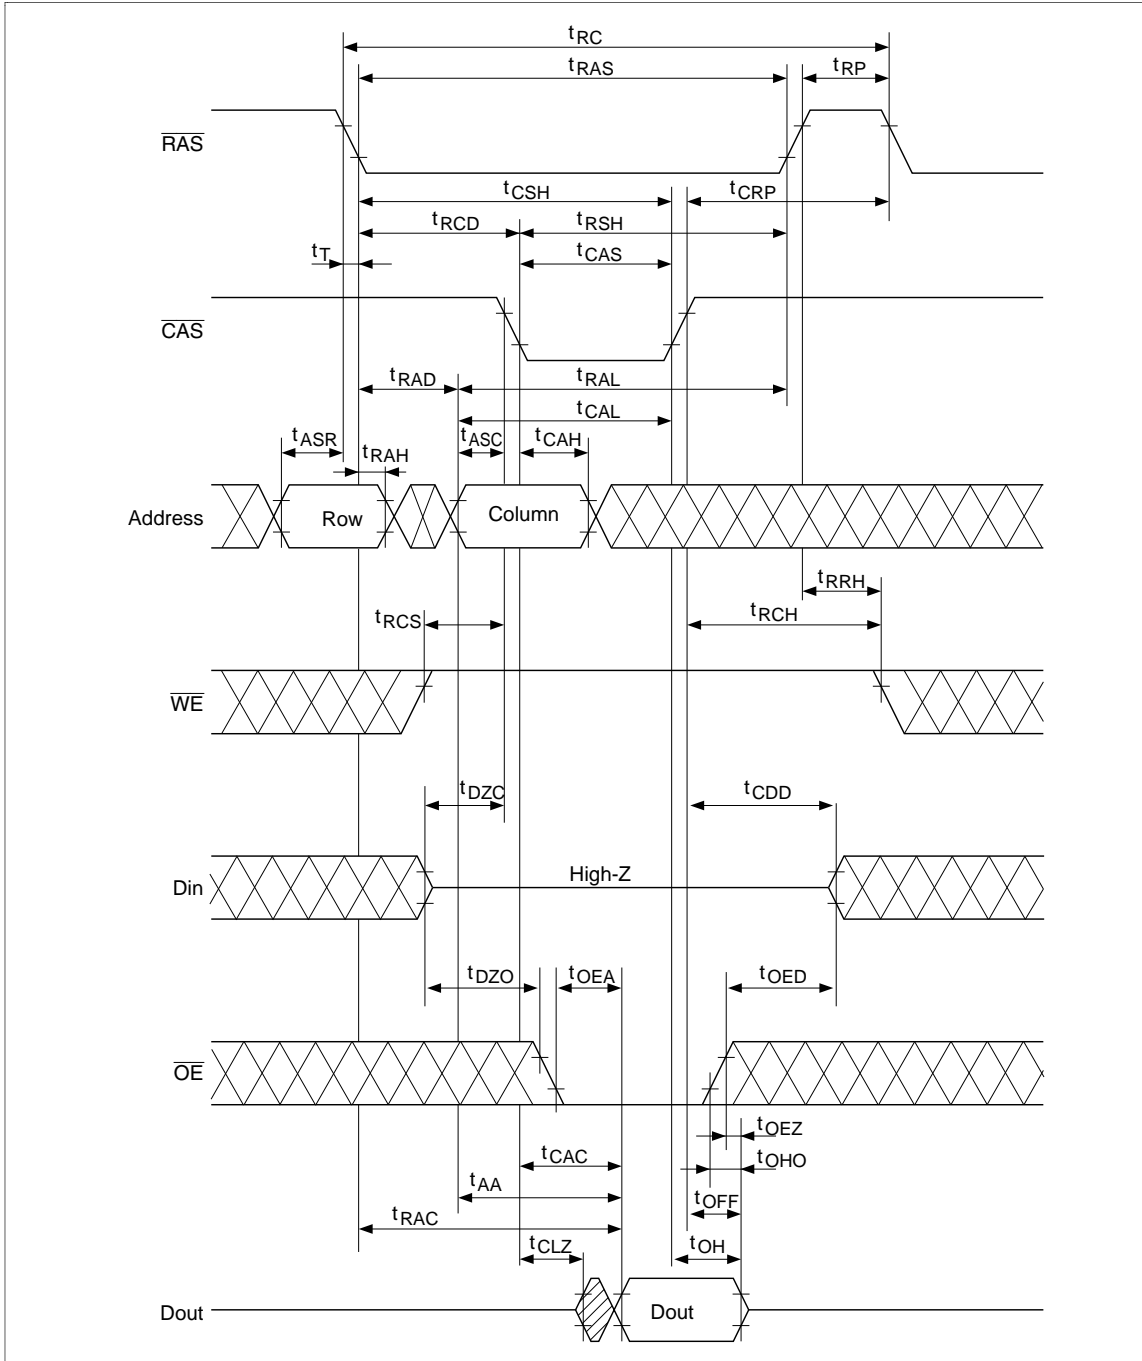 tRC
tRAS
tRP
RAS
tCSH
tCRP
tRCD
tRSH
tT
tCAS
CAS
tRAD
tRAL
tCAL
tASR
tRAH
tASC
tCAH
Address
Row
Column
tRRH
tRCS
tRCH
WE
tDZC
tCDD
Din
High-Z
tDZO
tOEA
tOED
OE
tOEZ
tCAC
tOHO
tAA
tOFF
tRAC
tCLZ
tOH
Dout
Dout